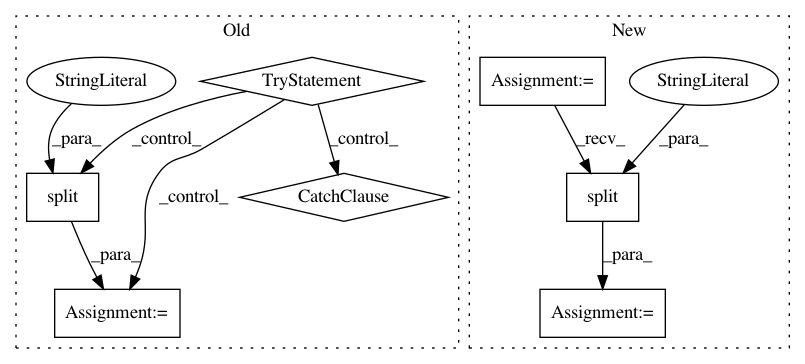 Old
New
StringLiteral
TryStatement
Assignment:=
StringLiteral
_para_
_control_
_control_
_recv_
_para_
split
_control_
CatchClause
split
_para_
_para_
Assignment:=
Assignment:=